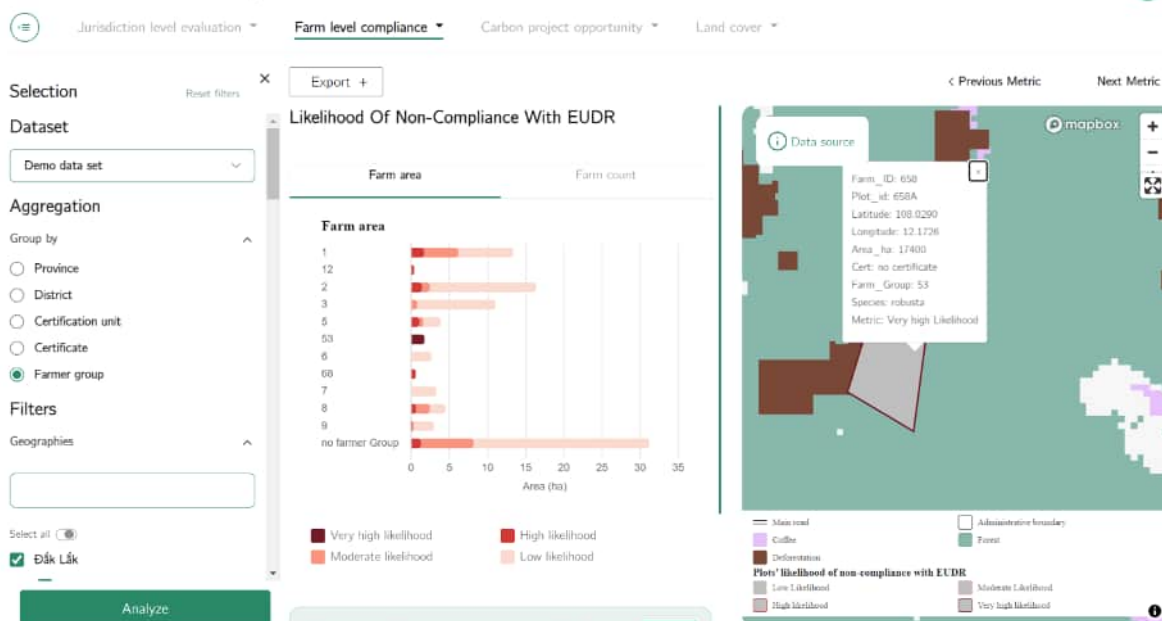 Jurisdiction level evaluation
Farm level compliance
Carbon project opportunity
Land cover
Selection
Reset filters
Dataset
Demo data set
Aggregation
Group by
Province
District
Certification unit
Certificate
Farmer group
Filters
Geographies
Select all
Đắk Lắk
Analyze
Export +
< Previous Metric
Next Metric
Likelihood Of Non-Compliance With EUDR
Farm area
Farm count
Farm area
1
12
2
3
5
53
6
68
7
8
9
no farmer Group
0 5 10 15 20 25 30 35
Area (ha)
Very high likelihood
High likelihood
Moderate likelihood
Low likelihood
Data source
mapbox
Farm_ID: 658
Plot_id: 658A
Latitude: 108.0290
Longitude: 12.1726
Area_ha: 17400
Cert: no certificate
Farm_Group: 53
Species: robusta
Metric: Very high Likelihood
Main road
Administrative boundary
Coffee
Forest
Deforestation
Plots' likelihood of non-compliance with EUDR
Low Likelihood
Moderate Likelihood
High likelihood
Very high likelihood